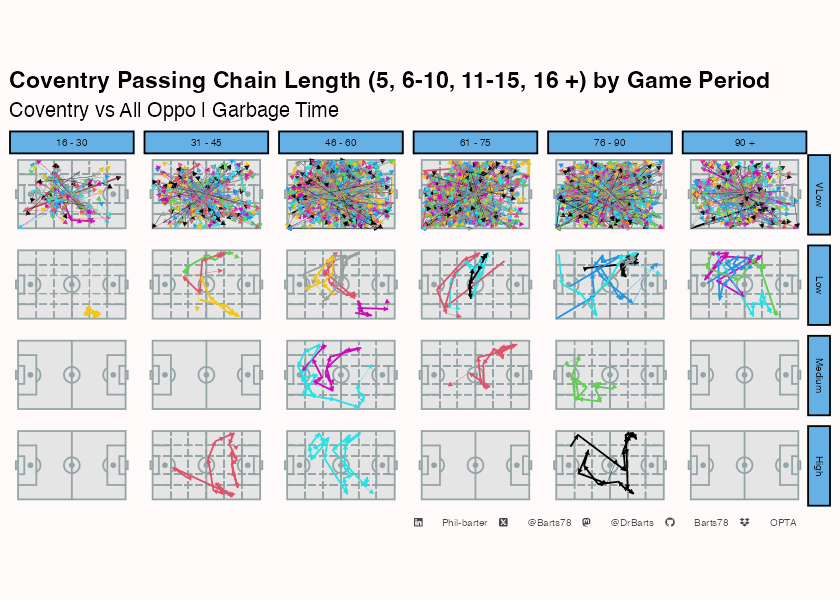 Coventry Passing Chain Length (5, 6-10, 11-15, 16 +) by Game Period
Coventry vs All Oppo | Garbage Time
16 - 30 31 - 45 46 - 60 61 - 75 76 - 90 90 +
VLow
Low
Medium
High
Phil-barter @Barts78 @DrBarts Barts78 OPTA